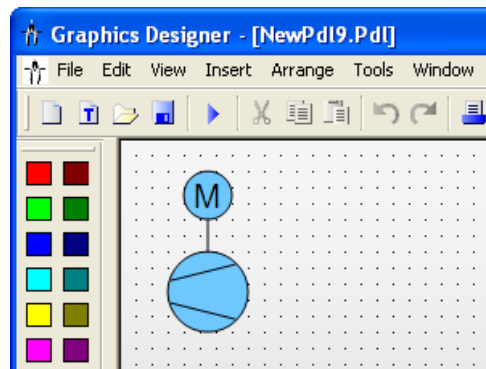 Graphics Designer - [NewPdl9.Pdl]
File Edit View Insert Arrange Tools Window
T
M